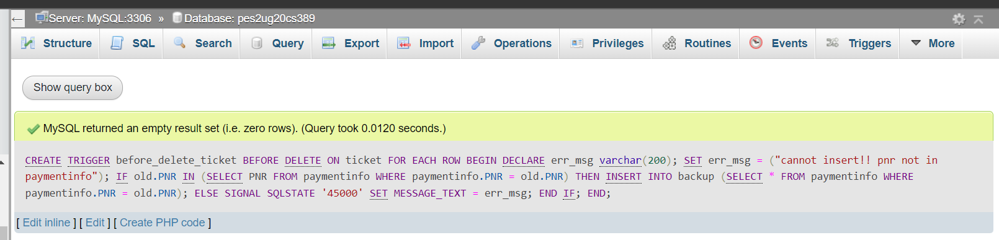 ← Server: MySQL:3306 » Database: pes2ug20cs389
Structure SQL Search Query Export Import Operations Privileges Routines Events Triggers More
Show query box
MySQL returned an empty result set (i.e. zero rows). (Query took 0.0120 seconds.)
CREATE TRIGGER before_delete_ticket BEFORE DELETE ON ticket FOR EACH ROW BEGIN DECLARE err_msg varchar(200); SET err_msg = ("cannot insert!! pnr not in
paymentinfo"); IF old.PNR IN (SELECT PNR FROM paymentinfo WHERE paymentinfo.PNR = old.PNR) THEN INSERT INTO backup (SELECT * FROM paymentinfo WHERE
paymentinfo.PNR = old.PNR); ELSE SIGNAL SQLSTATE '45000' SET MESSAGE_TEXT = err_msg; END IF; END;
[ Edit inline ] [ Edit ] [ Create PHP code ]